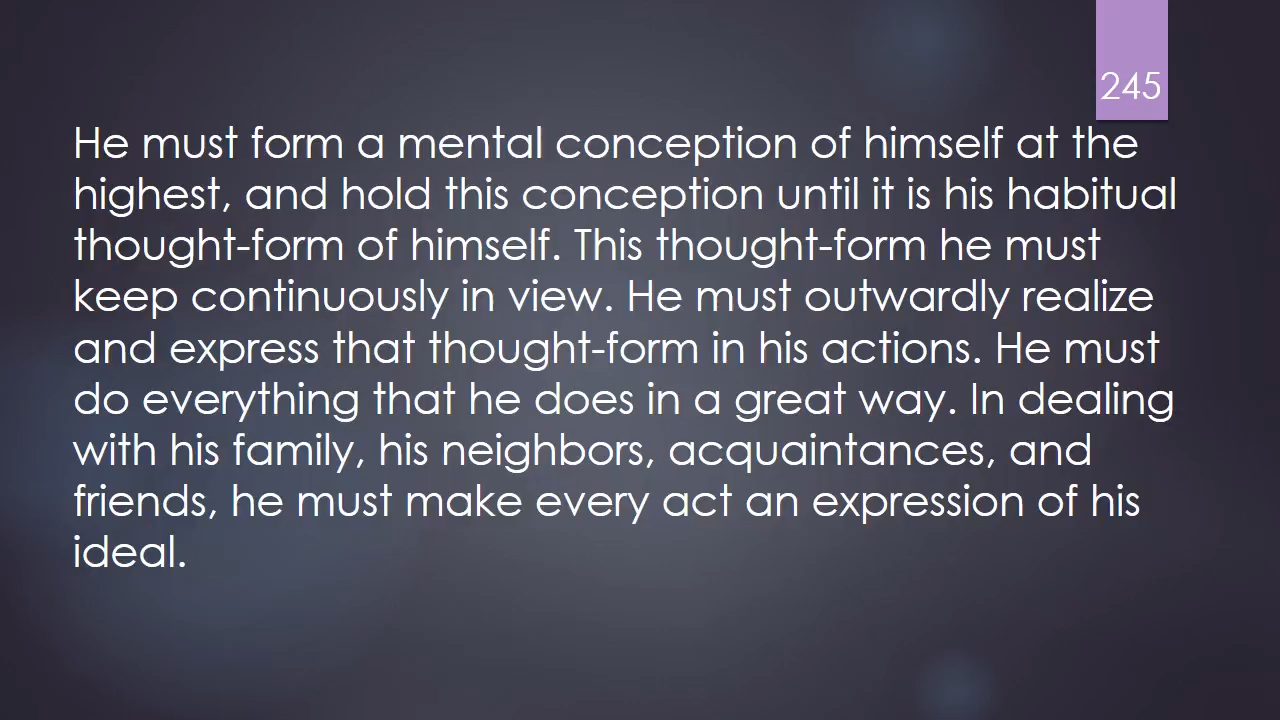 245
He must form a mental conception of himself at the
highest, and hold this conception until it is his habitual
thought-form of himself. This thought-form he must
keep continuously in view. He must outwardly realize
and express that thought-form in his actions. He must
do everything that he does in a great way. In dealing
with his family, his neighbors, acquaintances, and
friends, he must make every act an expression of his
ideal.